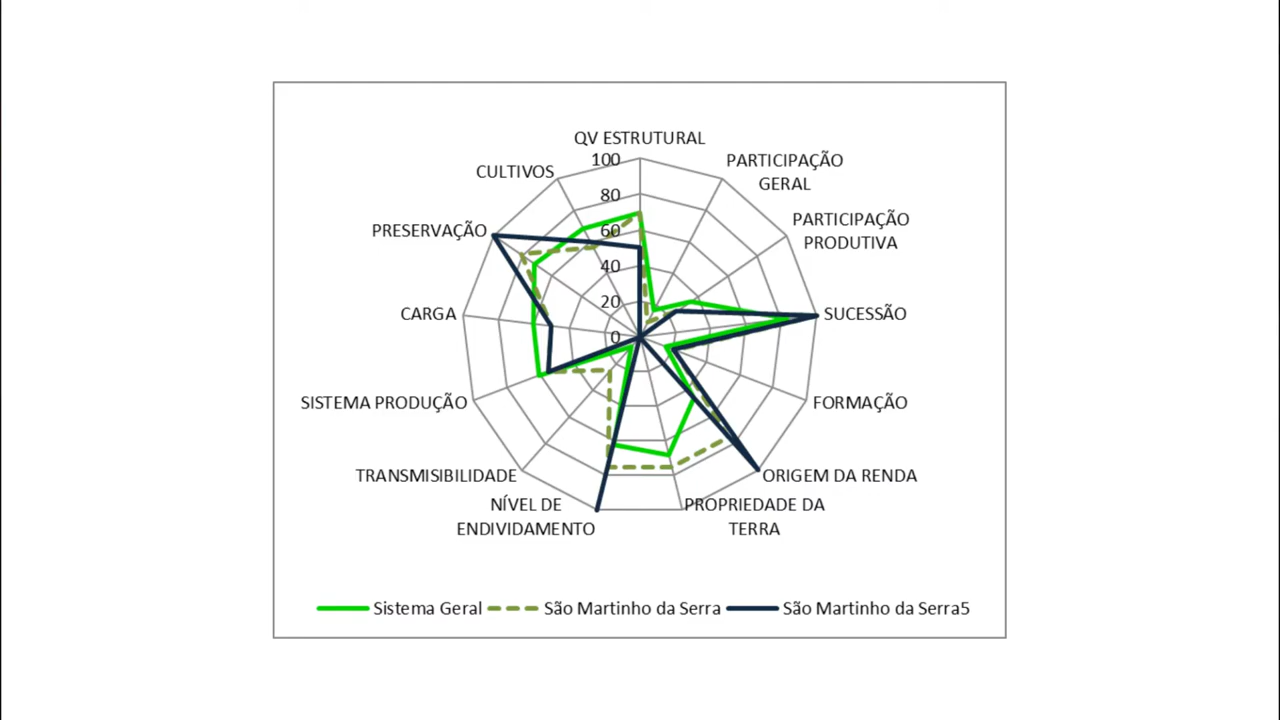 QV ESTRUTURAL
100
PARTICIPAÇÃO
GERAL
CULTIVOS
80
PARTICIPAÇÃO
PRODUTIVA
PRESERVAÇÃO
60
40
20
0
CARGA
SUCESSÃO
SISTEMA PRODUÇÃO
FORMAÇÃO
TRANSMISIBILIDADE
ORIGEM DA RENDA
NÍVEL DE
ENDIVIDAMENTO
PROPRIEDADE DA
TERRA
Sistema Geral
São Martinho da Serra
São Martinho da Serra5